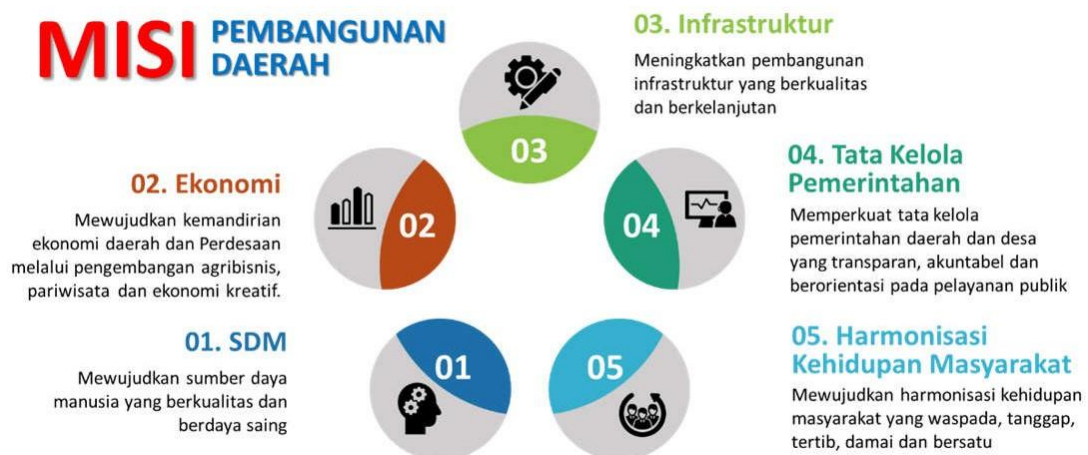 MISI PEMBANGUNAN
DAERAH
01. SDM
Mewujudkan sumber daya
manusia yang berkualitas dan
berdaya saing
01
02. Ekonomi
Mewujudkan kemandirian
ekonomi daerah dan Perdesaan
melalui pengembangan agribisnis,
pariwisata dan ekonomi kreatif.
02
03. Infrastruktur
Meningkatkan pembangunan
infrastruktur yang berkualitas
dan berkelanjutan
03
04. Tata Kelola
Pemerintahan
Memperkuat tata kelola
pemerintahan daerah dan desa
yang transparan, akuntabel dan
berorientasi pada pelayanan publik
04
05. Harmonisasi
Kehidupan Masyarakat
Mewujudkan harmonisasi kehidupan
masyarakat yang waspada, tanggap,
tertib, damai dan bersatu
05